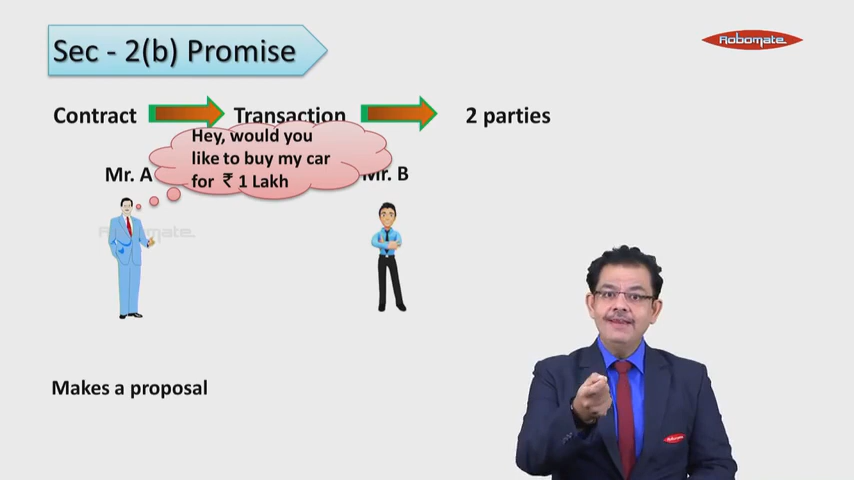 Sec - 2(b) Promise
Robomate
Contract Transaction 2 parties
Hey, would you
like to buy my car
for ₹ 1 Lakh
Mr. A Mr. B
Makes a proposal